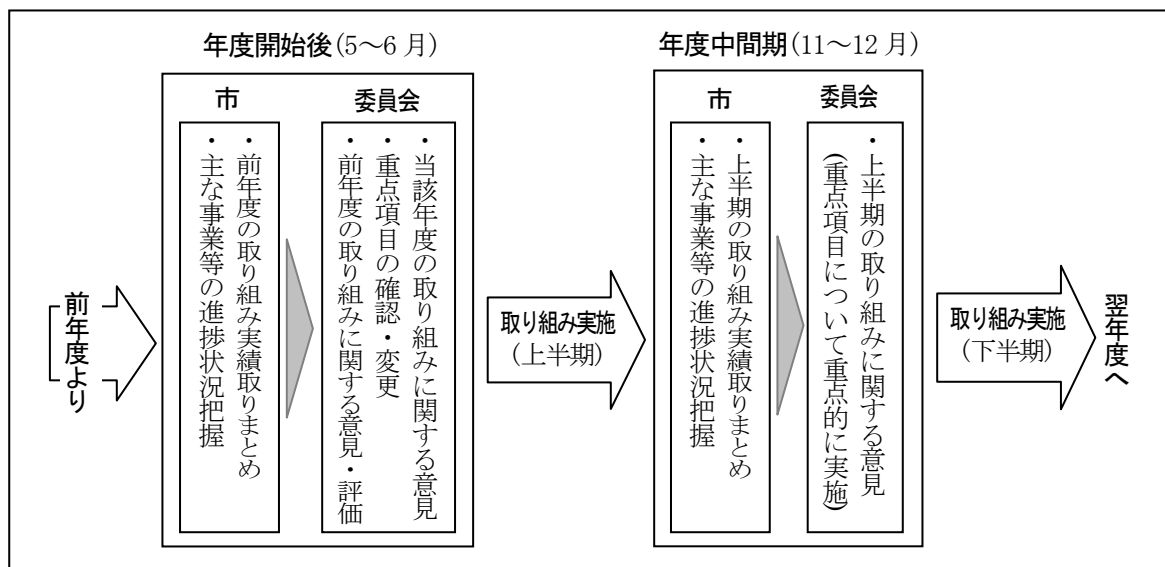 年度開始後(5～6月)
年度中間期(11～12月)
前年度より
市
・前年度の取り組み実績取りまとめ
・主な事業等の進捗状況把握
委員会
・当該年度の取り組みに関する意見
・重点項目の確認・変更
・前年度の取り組みに関する意見・評価
取り組み実施
(上半期)
市
・上半期の取り組み実績取りまとめ
・主な事業等の進捗状況把握
委員会
・上半期の取り組みに関する意見
(重点項目について重点的に実施)
取り組み実施
(下半期)
翌年度へ